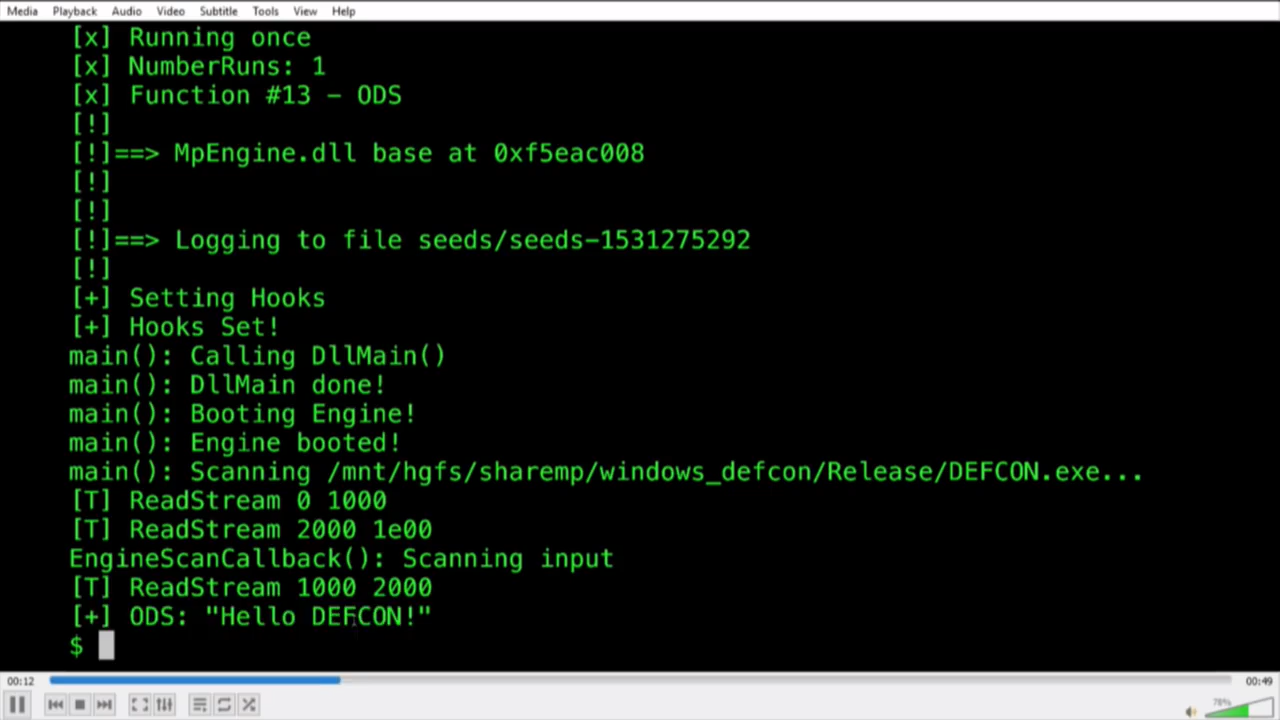 Media Playback Audio Video Subtitle Tools View Help
[x] Running once
[x] NumberRuns: 1
[x] Function #13 – ODS
[!]
[!]==> MpEngine.dll base at 0xf5eac008
[!]
[!]
[!]==> Logging to file seeds/seeds-1531275292
[!]
[+] Setting Hooks
[+] Hooks Set!
main(): Calling DllMain()
main(): DllMain done!
main(): Booting Engine!
main(): Engine booted!
main(): Scanning /mnt/hgfs/sharemp/windows_defcon/Release/DEFCON.exe...
[T] ReadStream 0 1000
[T] ReadStream 2000 1e00
EngineScanCallback(): Scanning input
[T] ReadStream 1000 2000
[+] ODS: "Hello DEFCON!"
$
00:12 00:49
78%